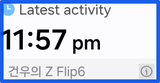 Latest activity
11:57 pm
건우의 Z Flip6